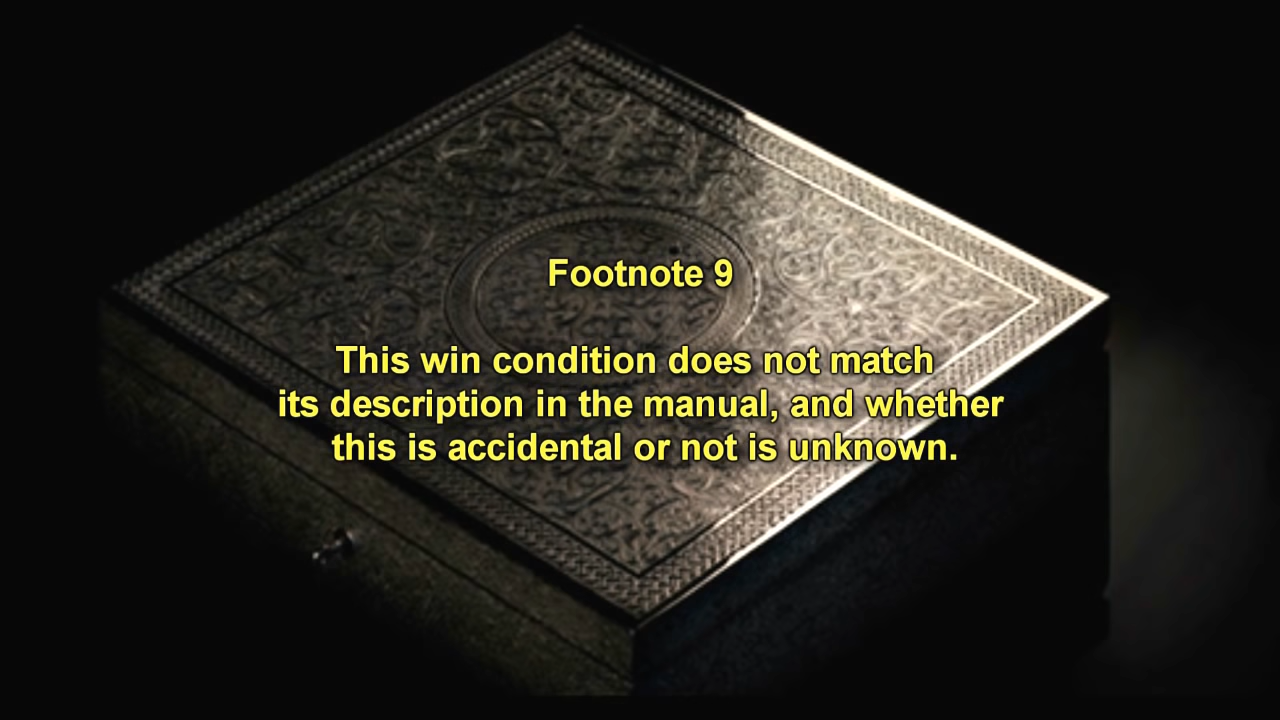 Footnote 9
This win condition does not match
its description in the manual, and whether
this is accidental or not is unknown.